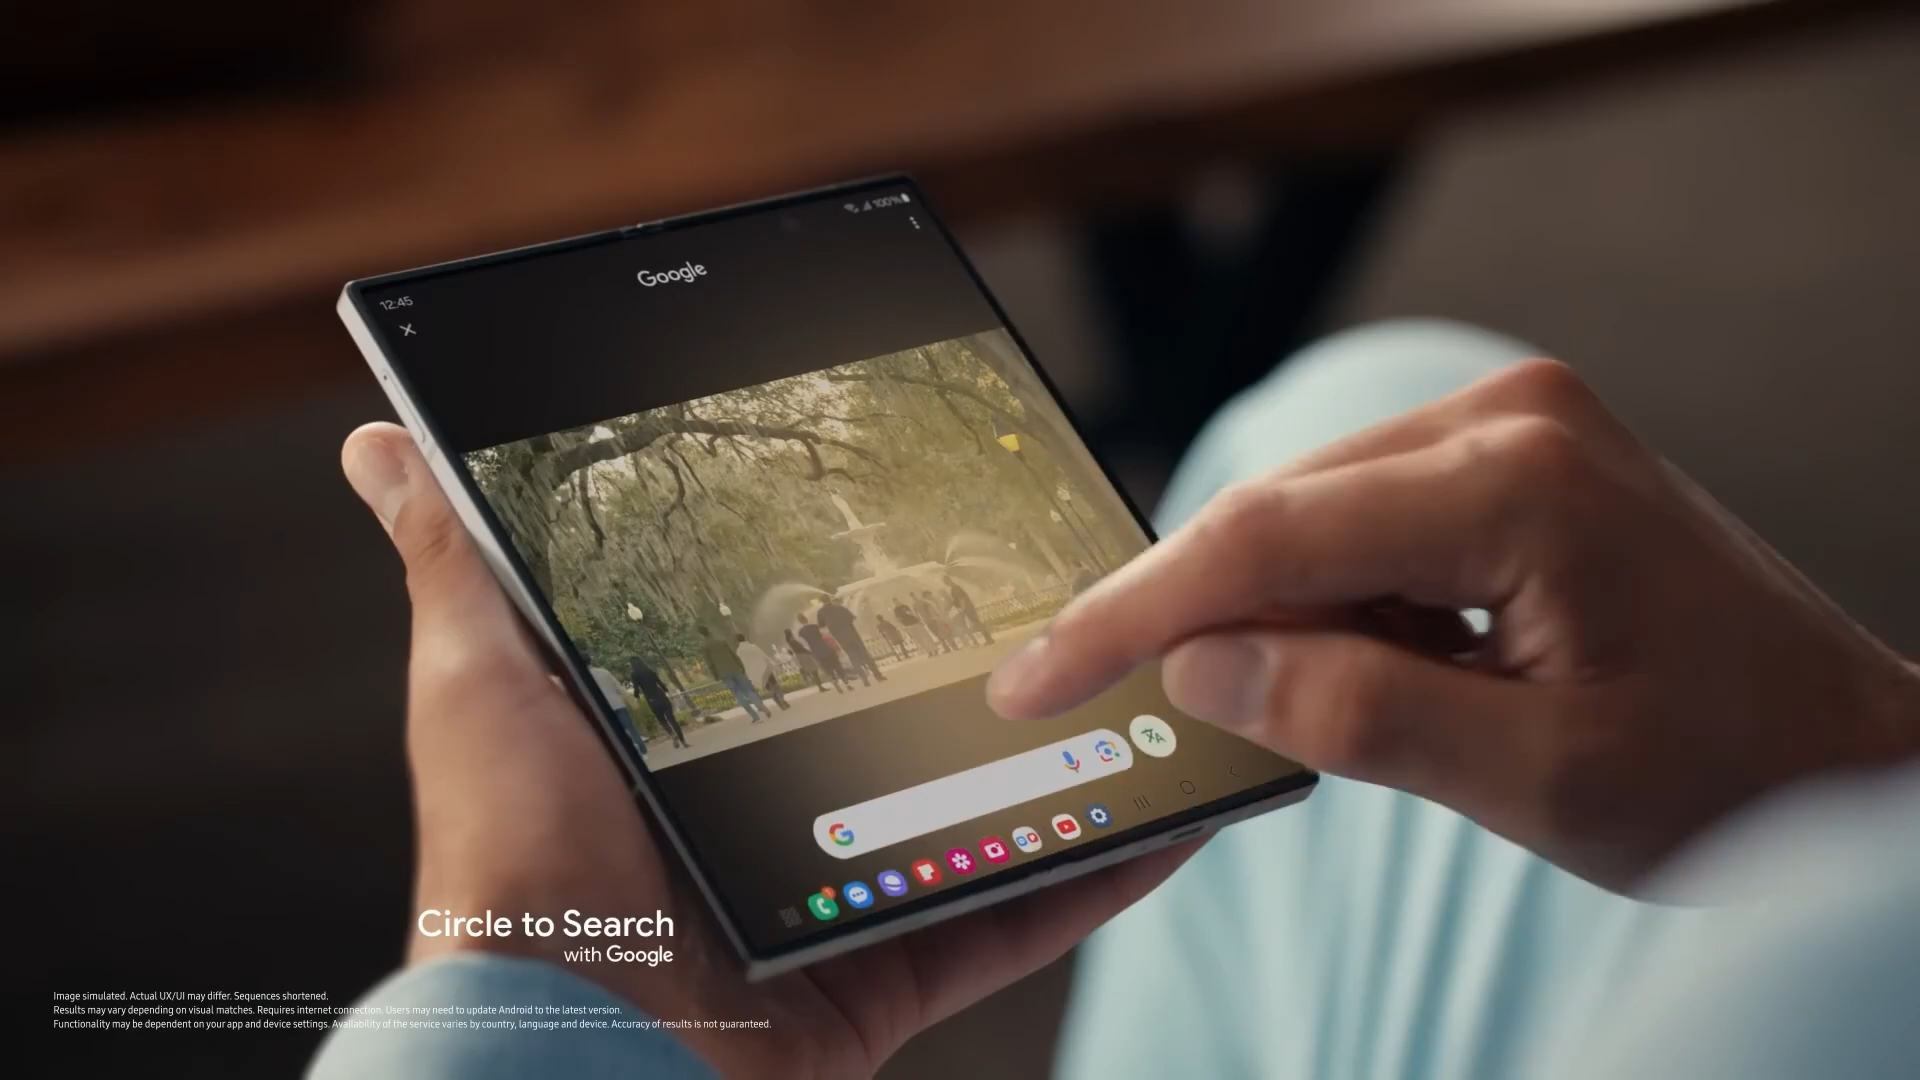 100%
Google
12:45
Circle to Search
with Google
Image simulated. Actual UX/UI may differ. Sequences shortened.
Results may vary depending on visual matches. Requires internet connection. Users may need to update Android to the latest version.
Functionality may be dependent on your app and device settings. Availability of the service varies by country, language and device. Accuracy of results is not guaranteed.